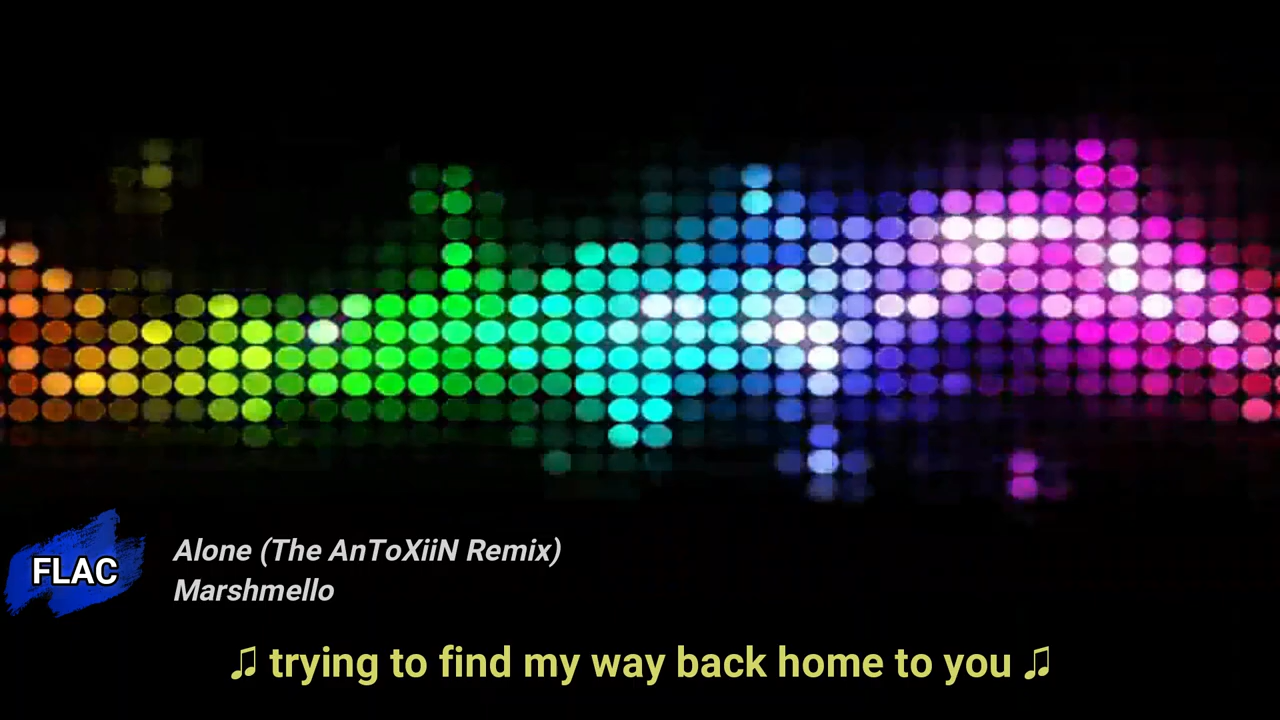 FLAC
Alone (The AnToXiiN Remix)
Marshmello
♫ trying to find my way back home to you ♫